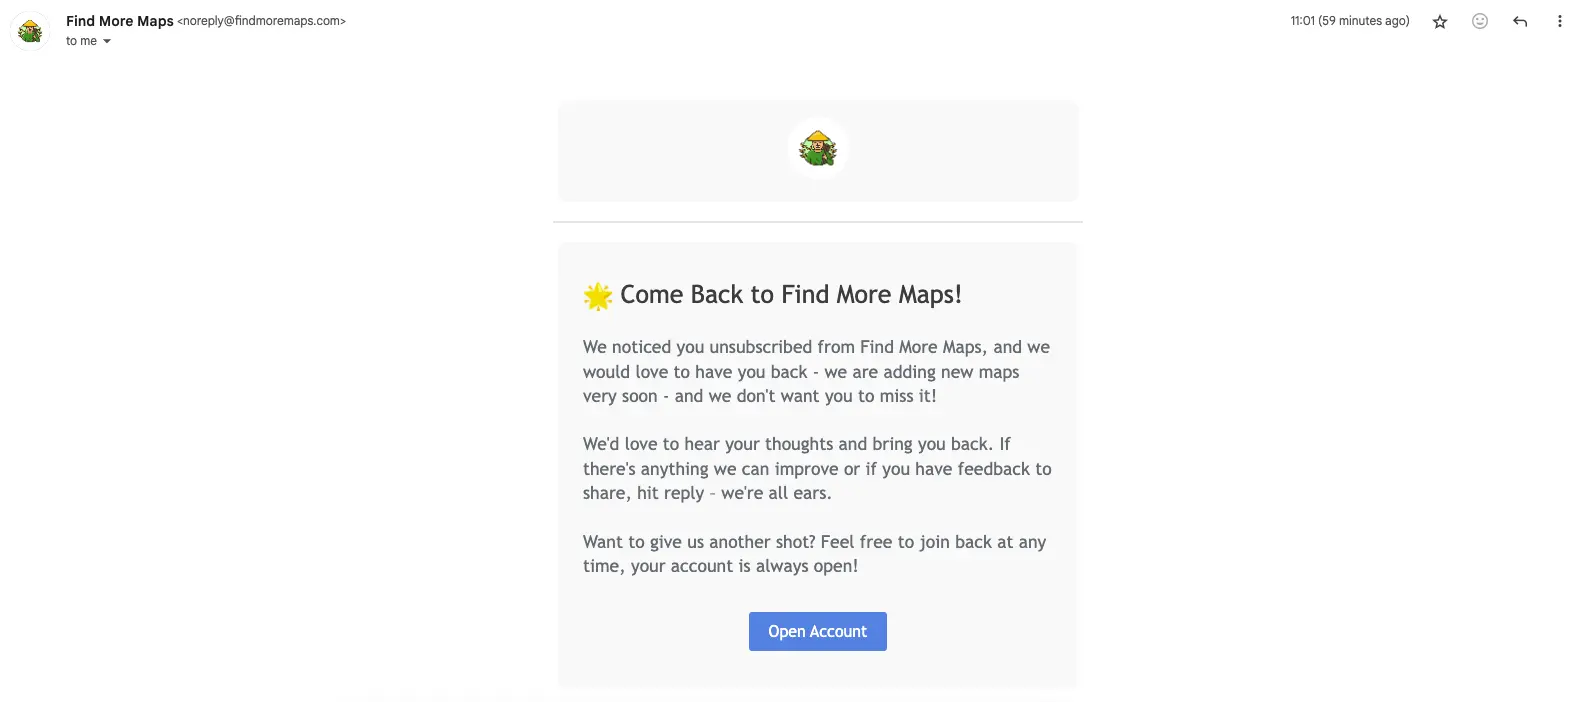 Find More Maps <noreply@findmoremaps.com>
11:01 (59 minutes ago)
to me
Come Back to Find More Maps!
We noticed you unsubscribed from Find More Maps, and we
would love to have you back - we are adding new maps
very soon - and we don't want you to miss it!
We'd love to hear your thoughts and bring you back. If
there's anything we can improve or if you have feedback to
share, hit reply – we're all ears.
Want to give us another shot? Feel free to join back at any
time, your account is always open!
Open Account